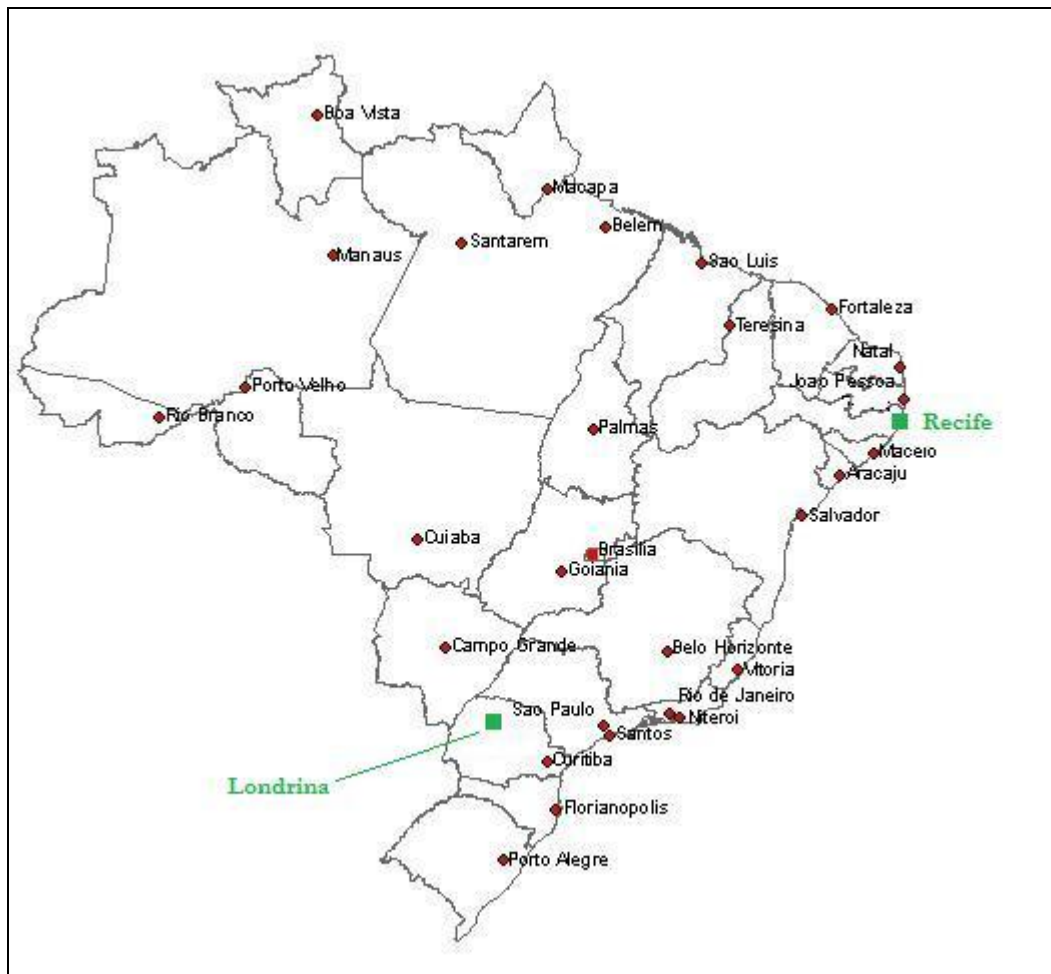 Boa Vista
Macapa
Belem
Santarem
Manaus
Sao Luis
Fortaleza
Teresina
Natal
Joao Pessoa
Porto Velho
Rio Branco
Recife
Palmas
Maceio
Aracaju
Salvador
Cuiaba
Brasilia
Goiania
Campo Grande
Belo Horizonte
Vitoria
Rio de Janeiro
Sao Paulo
Niteroi
Santos
Curitiba
Londrina
Florianopolis
Porto Alegre